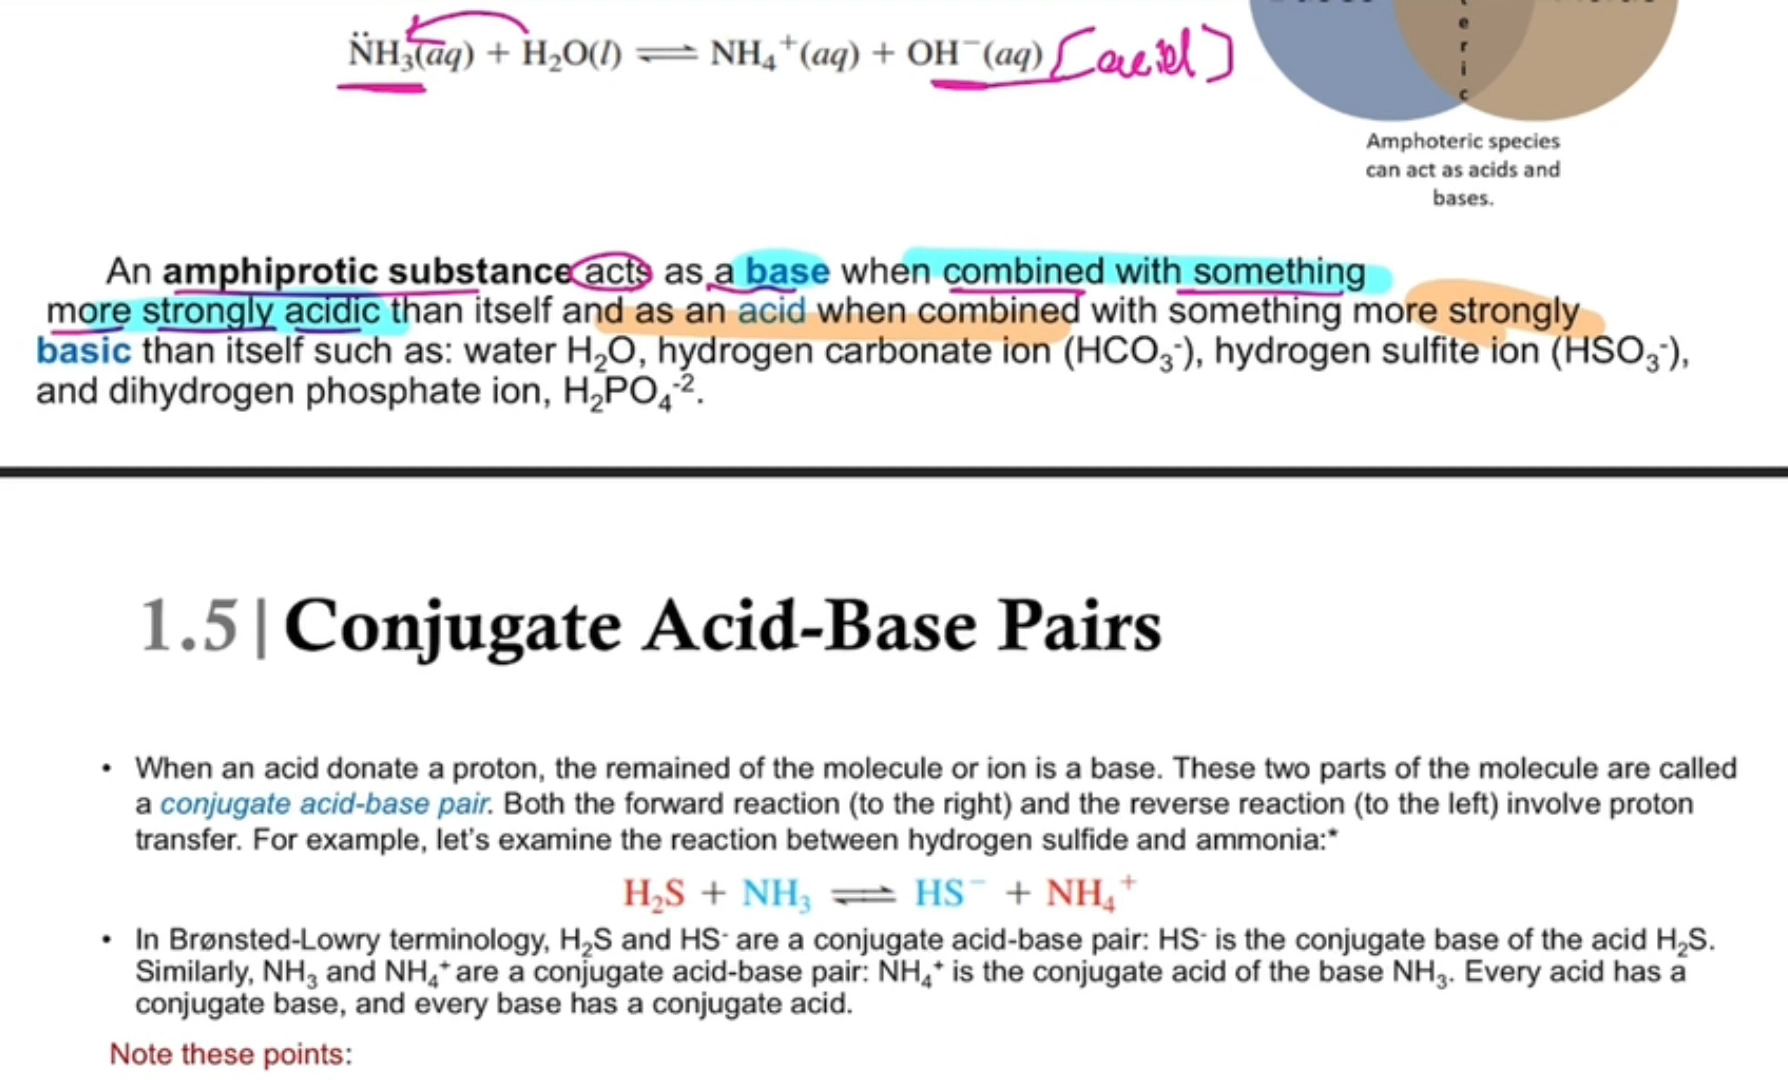 e
r
i
c
N̈H₃(aq) + H₂O(l) ⇌ NH₄⁺(aq) + OH⁻(aq) [acid]
Amphoteric species
can act as acids and
bases.
An amphiprotic substance acts as a base when combined with something
more strongly acidic than itself and as an acid when combined with something more strongly
basic than itself such as: water H₂O, hydrogen carbonate ion (HCO₃⁻), hydrogen sulfite ion (HSO₃⁻),
and dihydrogen phosphate ion, H₂PO₄⁻².
1.5| Conjugate Acid-Base Pairs
• When an acid donate a proton, the remained of the molecule or ion is a base. These two parts of the molecule are called
a conjugate acid-base pair. Both the forward reaction (to the right) and the reverse reaction (to the left) involve proton
transfer. For example, let's examine the reaction between hydrogen sulfide and ammonia:*
H₂S + NH₃ ⇌ HS⁻ + NH₄⁺
• In Brønsted-Lowry terminology, H₂S and HS⁻ are a conjugate acid-base pair: HS⁻ is the conjugate base of the acid H₂S.
Similarly, NH₃ and NH₄⁺ are a conjugate acid-base pair: NH₄⁺ is the conjugate acid of the base NH₃. Every acid has a
conjugate base, and every base has a conjugate acid.
Note these points: